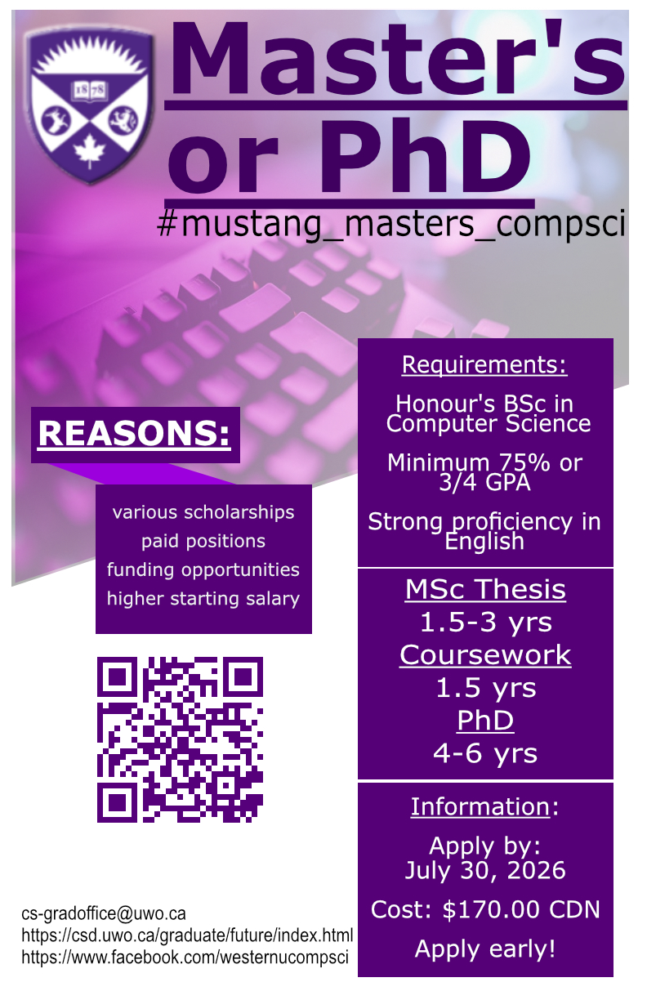 Master's
or PhD
#mustang_masters_compsci
18 78
REASONS:
various scholarships
paid positions
funding opportunities
higher starting salary
Requirements:
Honour's BSc in
Computer Science
Minimum 75% or
3/4 GPA
Strong proficiency in
English
MSc Thesis
1.5-3 yrs
Coursework
1.5 yrs
PhD
4-6 yrs
Information:
Apply by:
July 30, 2026
Cost: $170.00 CDN
Apply early!
cs-gradoffice@uwo.ca
https://csd.uwo.ca/graduate/future/index.html
https://www.facebook.com/westernucompsci